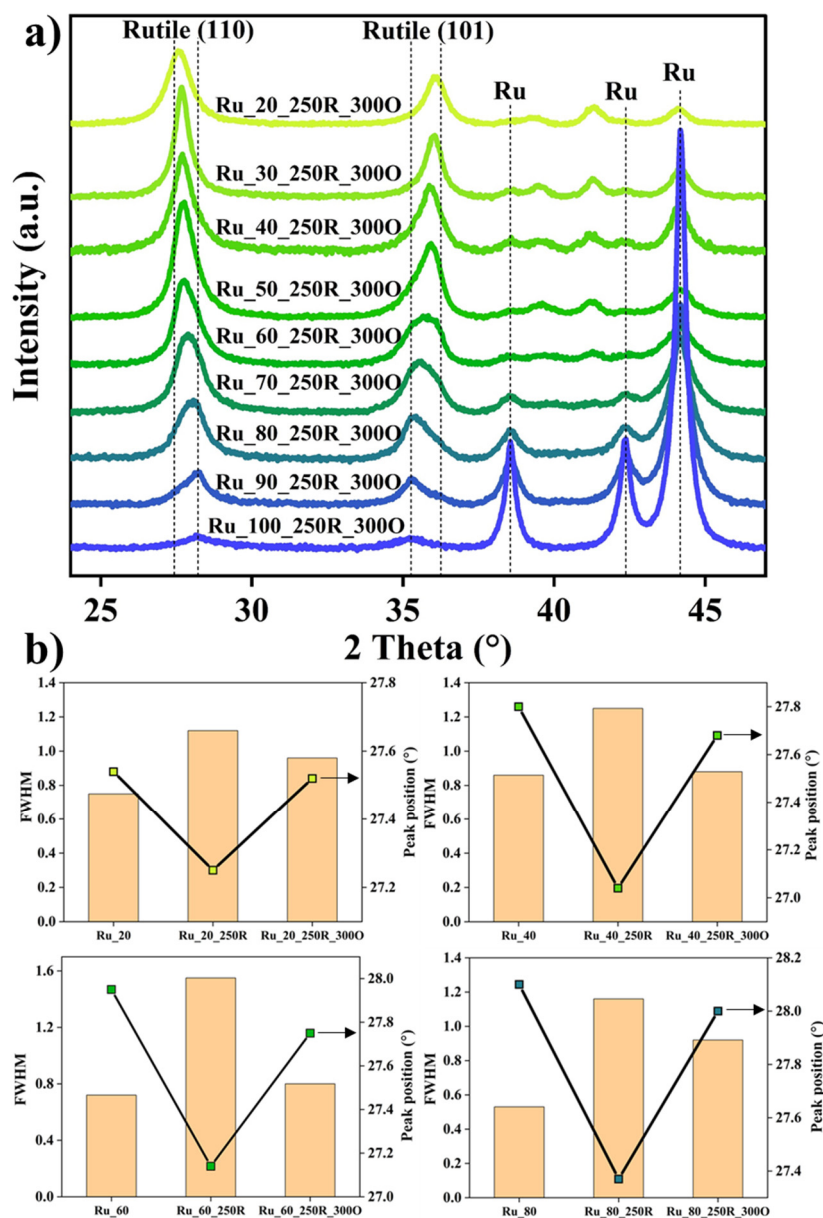 a)
Rutile (110)
Rutile (101)
Ru
Ru
Ru
Ru_20_250R_300O
Ru_30_250R_300O
Ru_40_250R_300O
Ru_50_250R_300O
Ru_60_250R_300O
Ru_70_250R_300O
Ru_80_250R_300O
Ru_90_250R_300O
Ru_100_250R_300O
Intensity (a.u.)
25 30 35 40 45
2 Theta (°)
b)
1.4
1.2
1.0
0.8
0.6
0.4
0.2
0.0
FWHM
27.8
27.6
27.4
27.2
Peak position (°)
Ru_20 Ru_20_250R Ru_20_250R_300O
1.4
1.2
1.0
0.8
0.6
0.4
0.2
0.0
FWHM
27.8
27.6
27.4
27.2
27.0
Peak position (°)
Ru_40 Ru_40_250R Ru_40_250R_300O
1.6
1.2
0.8
0.4
0.0
FWHM
28.0
27.8
27.6
27.4
27.2
27.0
Peak position (°)
Ru_60 Ru_60_250R Ru_60_250R_300O
1.4
1.2
1.0
0.8
0.6
0.4
0.2
0.0
FWHM
28.2
28.0
27.8
27.6
27.4
Peak position (°)
Ru_80 Ru_80_250R Ru_80_250R_300O